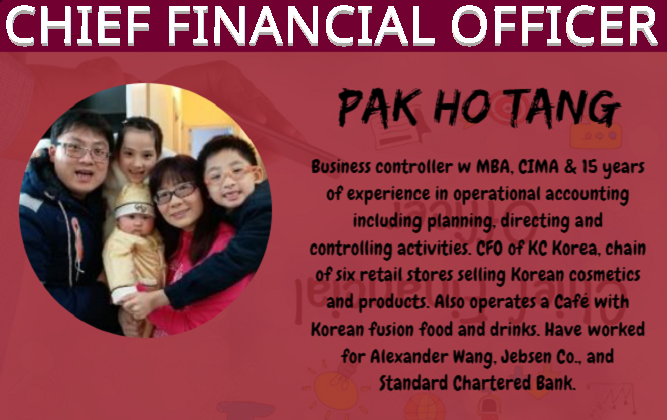 CHIEF FINANCIAL OFFICER
PAK HO TANG
Business controller w MBA, CIMA & 15 years
of experience in operational accounting
including planning, directing and
controlling activities. CFO of KC Korea, chain
of six retail stores selling Korean cosmetics
and products. Also operates a Café with
Korean fusion food and drinks. Have worked
for Alexander Wang, Jebsen Co., and
Standard Chartered Bank.
Officer
Chief Financial